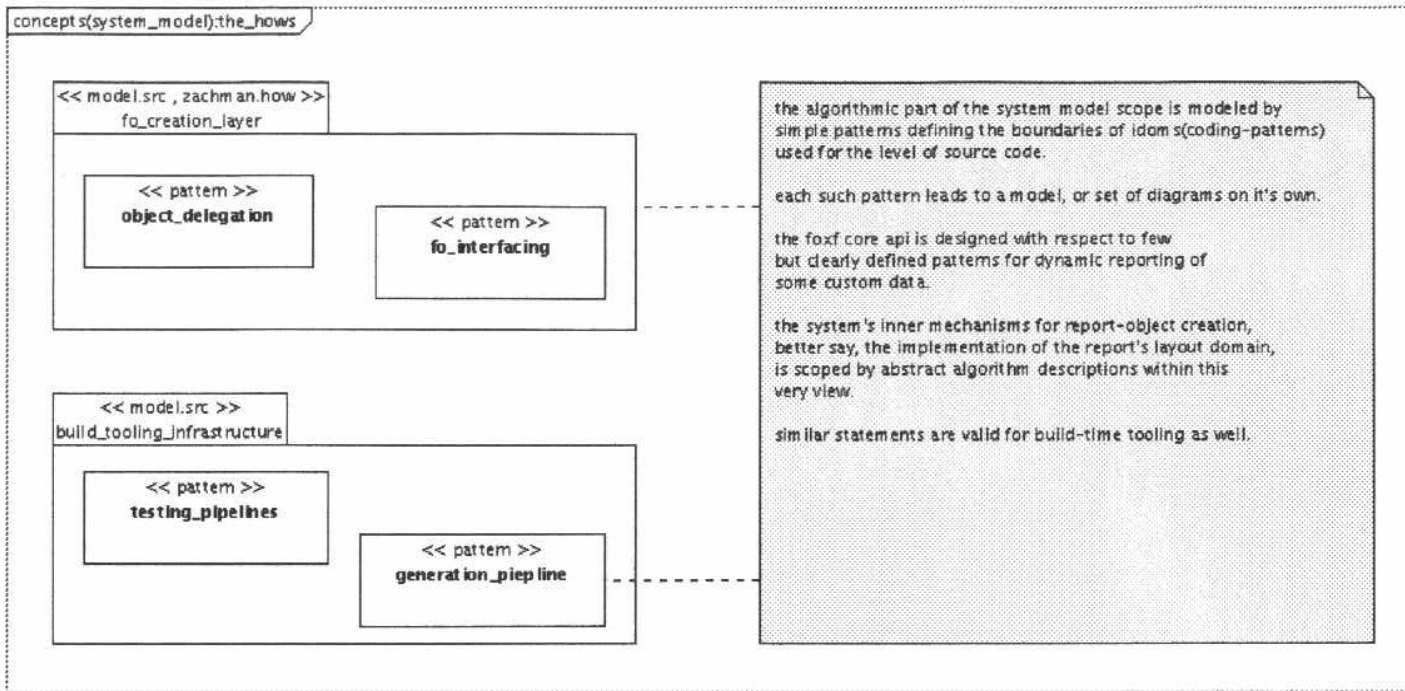 concepts(system_model):the_hows
<< model.src , zachman.how >>
fo_creation_layer
<< pattern >>
object_delegation
<< pattern >>
fo_interfacing
<< model.src >>
build_tooling_infrastructure
<< pattern >>
testing_pipelines
<< pattern >>
generation_piepline
the algorithmic part of the system model scope is modeled by
simple patterns defining the boundaries of idoms(coding-patterns)
used for the level of source code.
each such pattern leads to a model, or set of diagrams on it's own.
the foxf core api is designed with respect to few
but clearly defined patterns for dynamic reporting of
some custom data.
the system's inner mechanisms for report-object creation,
better say, the implementation of the report's layout domain,
is scoped by abstract algorithm descriptions within this
very view.
similar statements are valid for build-time tooling as well.